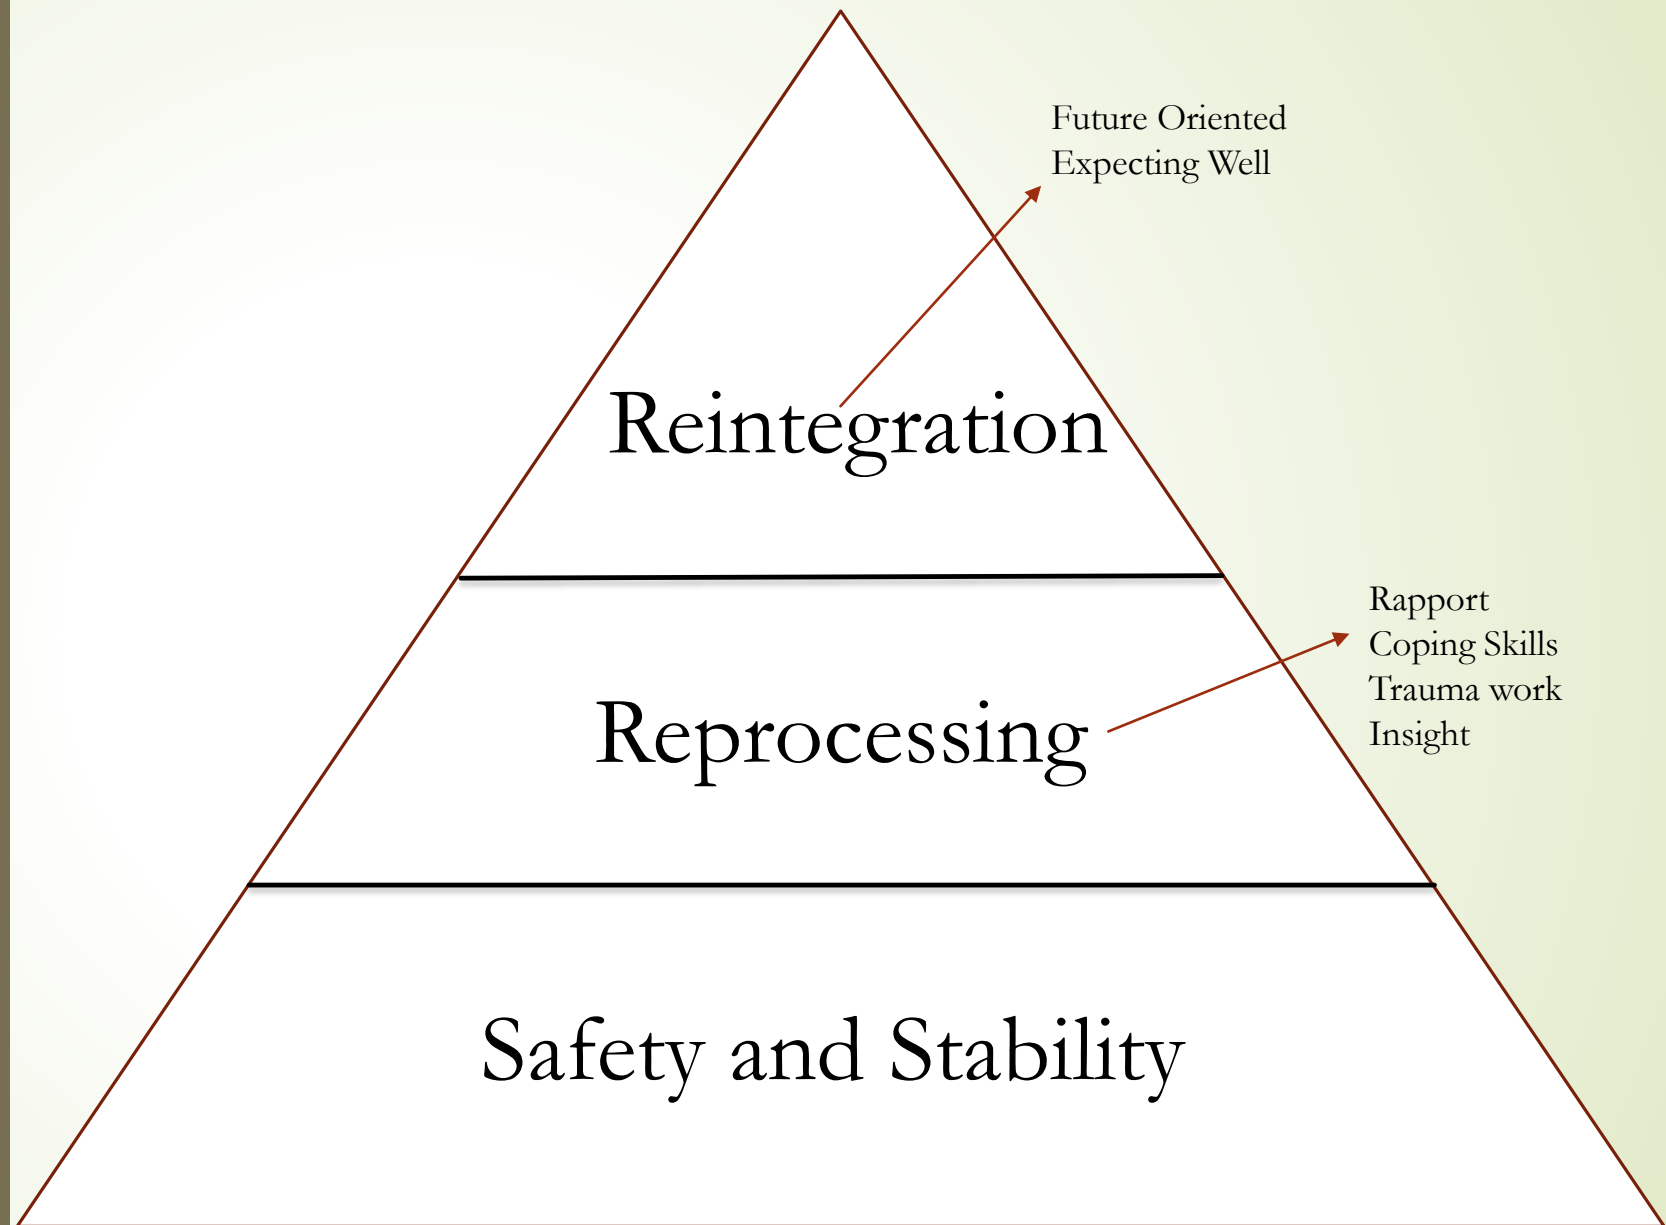 Future Oriented
Expecting Well
Reintegration
Rapport
Coping Skills
Trauma work
Insight
Reprocessing
Safety and Stability